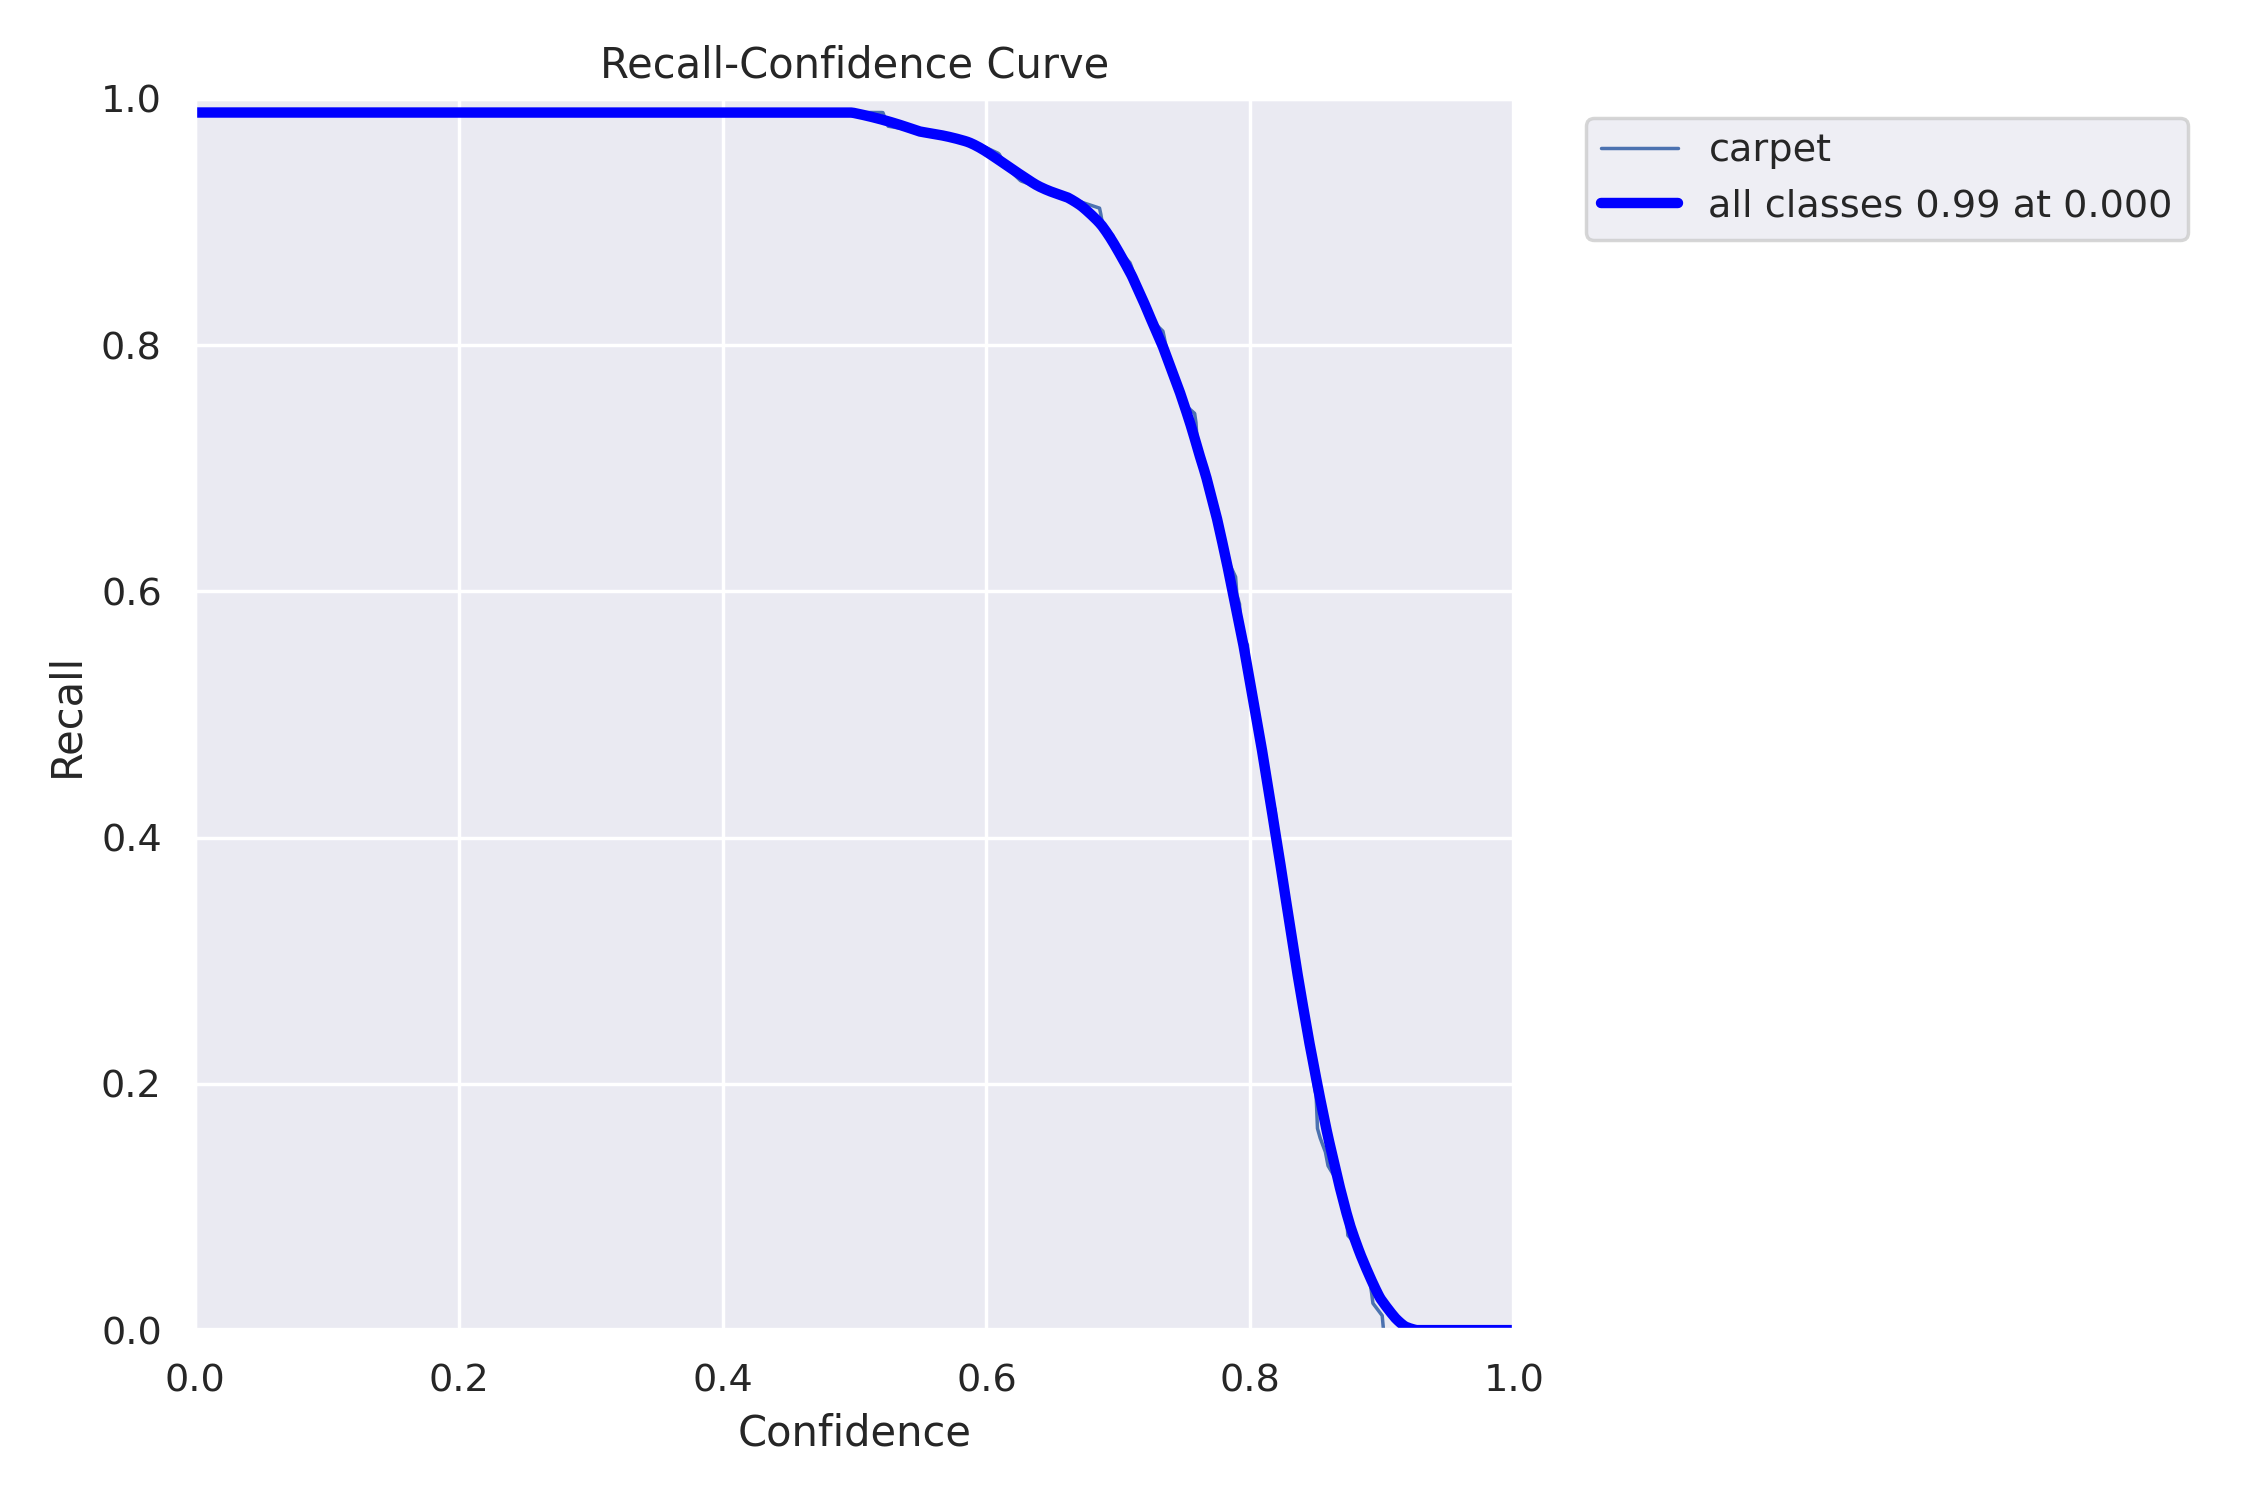 Recall-Confidence Curve
1.0
0.8
0.6
0.4
0.2
0.0
Recall
0.0 0.2 0.4 0.6 0.8 1.0
Confidence
carpet
all classes 0.99 at 0.000